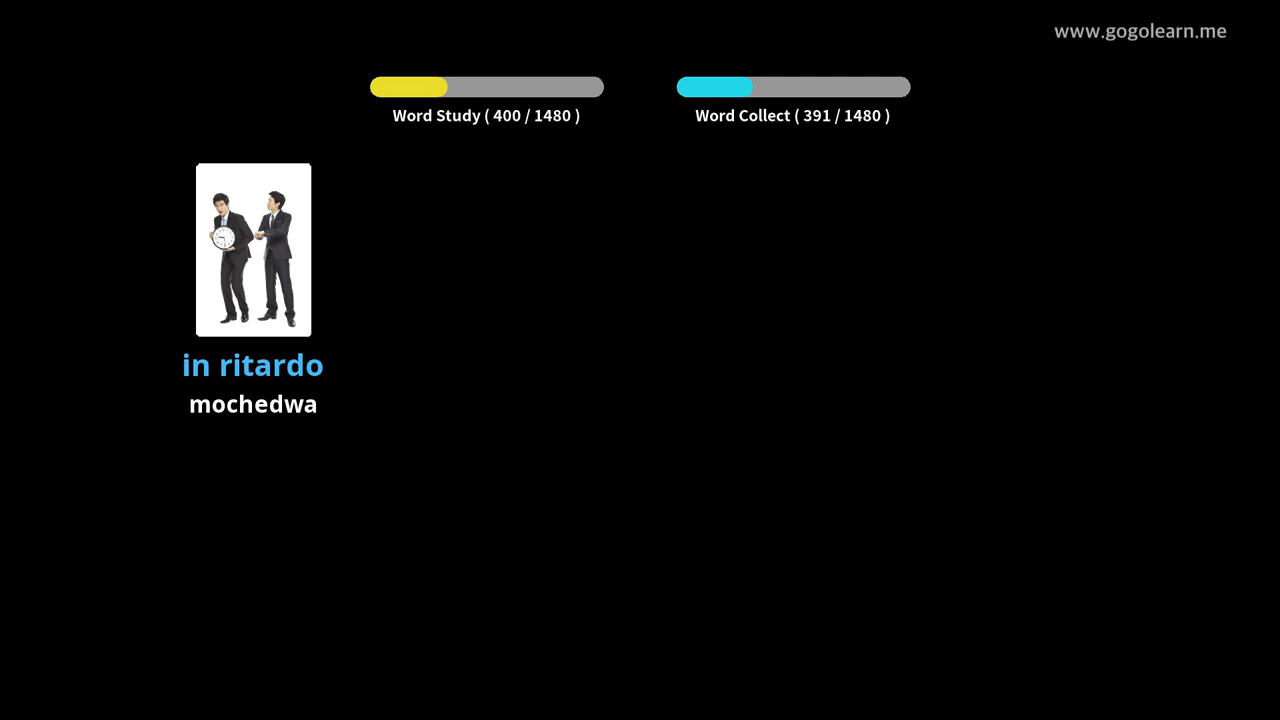 www.gogolearn.me
Word Study ( 400 / 1480 )
Word Collect ( 391 / 1480 )
in ritardo
mochedwa